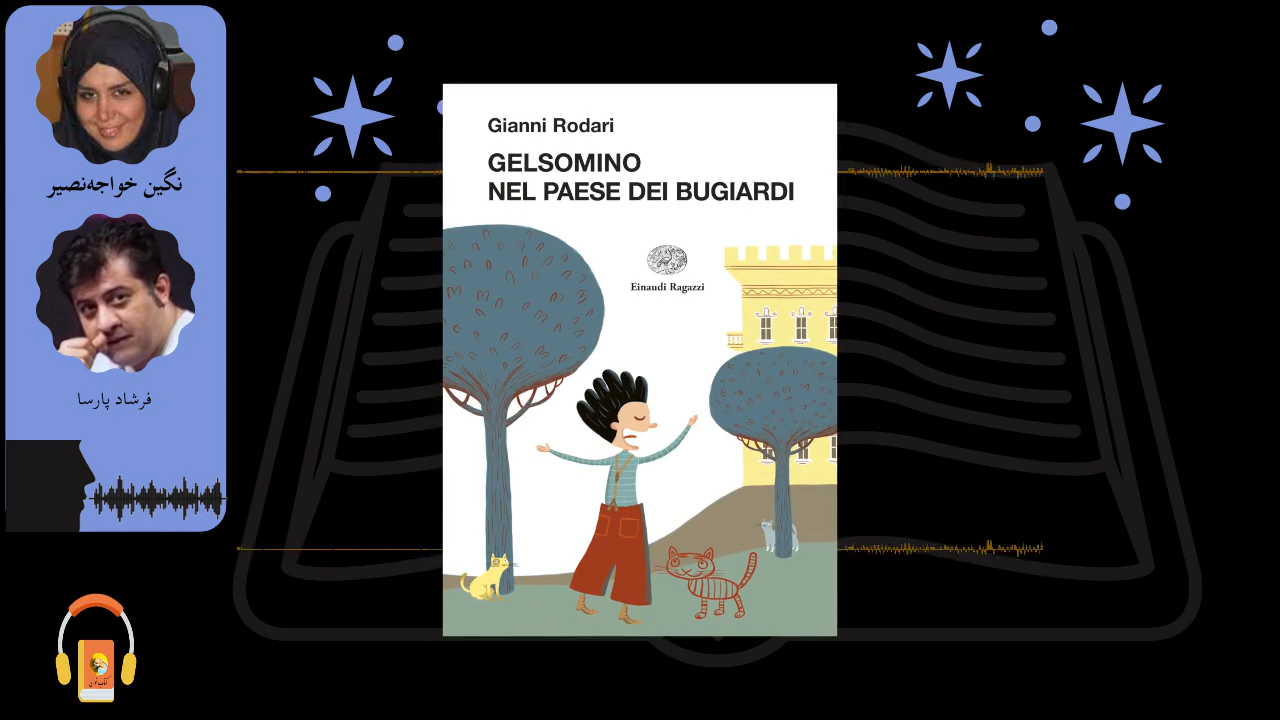 نگین خواجه‌نصیر
فرشاد پارسا
Gianni Rodari
GELSOMINO
NEL PAESE DEI BUGIARDI
Einaudi Ragazzi